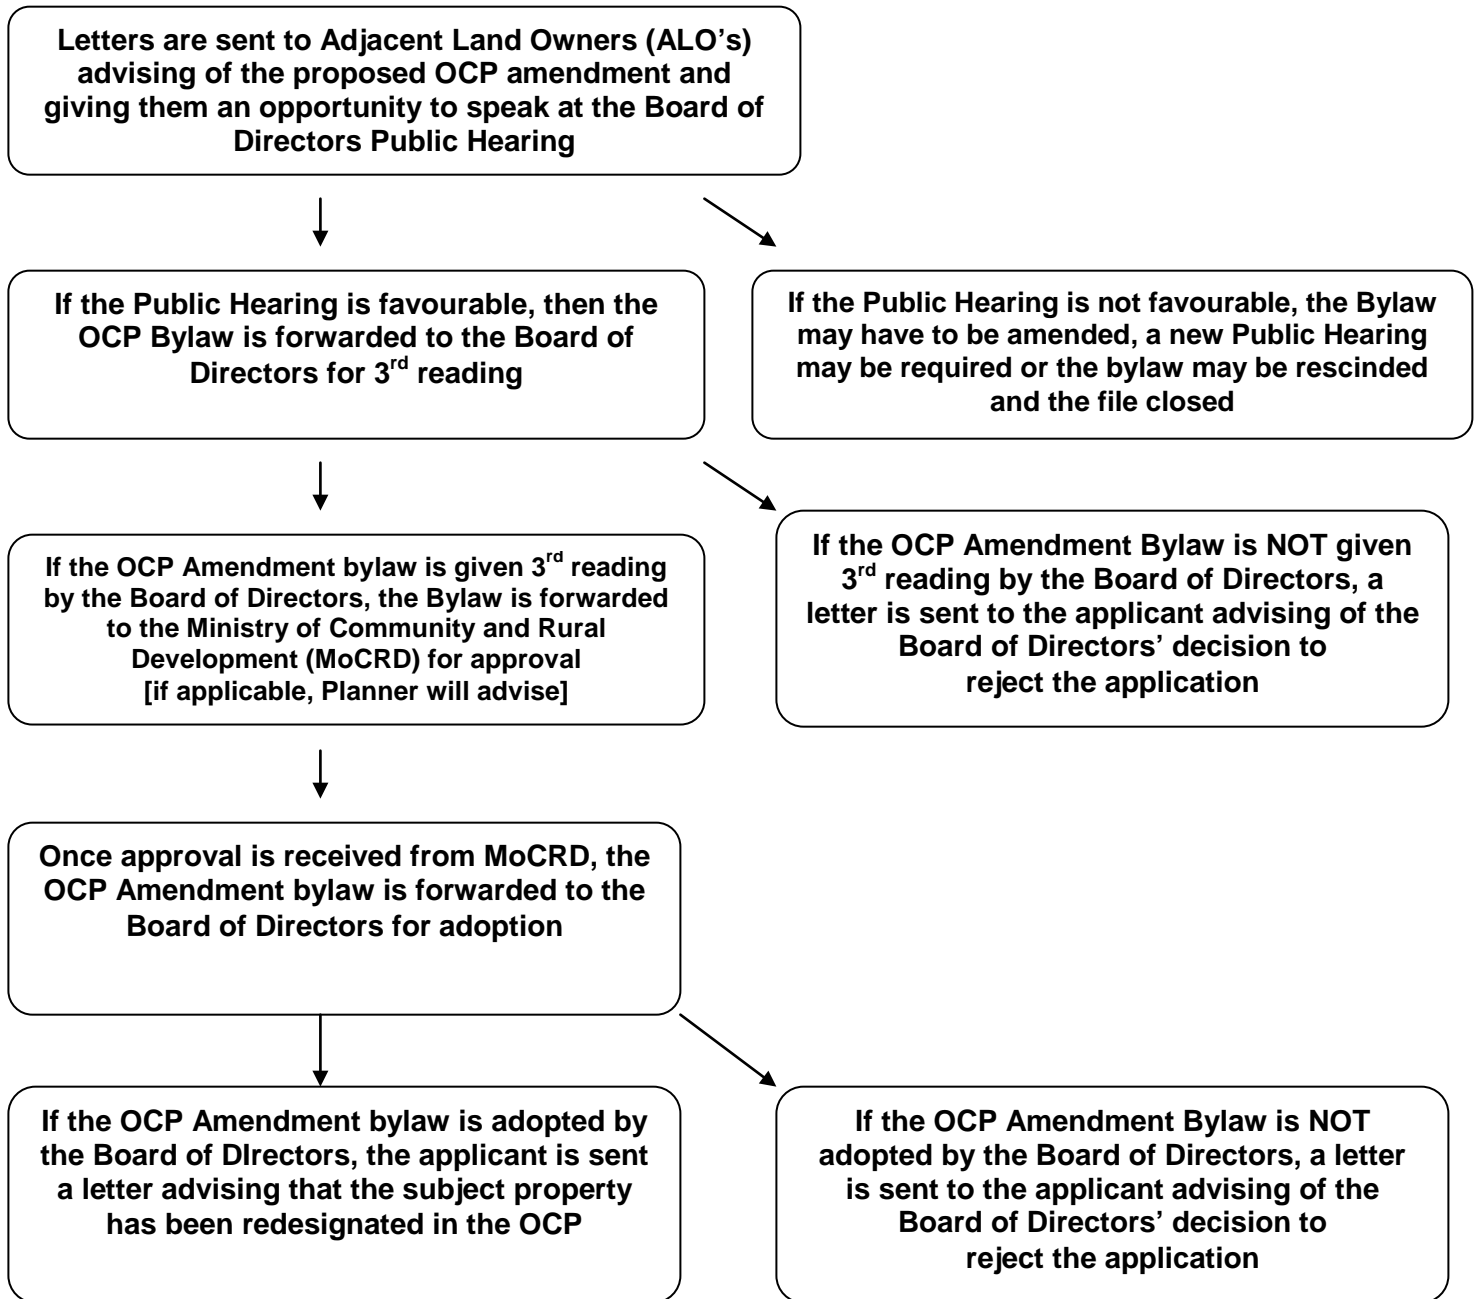 Letters are sent to Adjacent Land Owners (ALO's)
advising of the proposed OCP amendment and
giving them an opportunity to speak at the Board of
Directors Public Hearing
If the Public Hearing is favourable, then the
OCP Bylaw is forwarded to the Board of
Directors for 3rd reading
If the Public Hearing is not favourable, the Bylaw
may have to be amended, a new Public Hearing
may be required or the bylaw may be rescinded
and the file closed
If the OCP Amendment bylaw is given 3rd reading
by the Board of Directors, the Bylaw is forwarded
to the Ministry of Community and Rural
Development (MoCRD) for approval
[if applicable, Planner will advise]
If the OCP Amendment Bylaw is NOT given
3rd reading by the Board of Directors, a
letter is sent to the applicant advising of the
Board of Directors’ decision to
reject the application
Once approval is received from MoCRD, the
OCP Amendment bylaw is forwarded to the
Board of Directors for adoption
If the OCP Amendment bylaw is adopted by
the Board of DIrectors, the applicant is sent
a letter advising that the subject property
has been redesignated in the OCP
If the OCP Amendment Bylaw is NOT
adopted by the Board of Directors, a letter
is sent to the applicant advising of the
Board of Directors’ decision to
reject the application